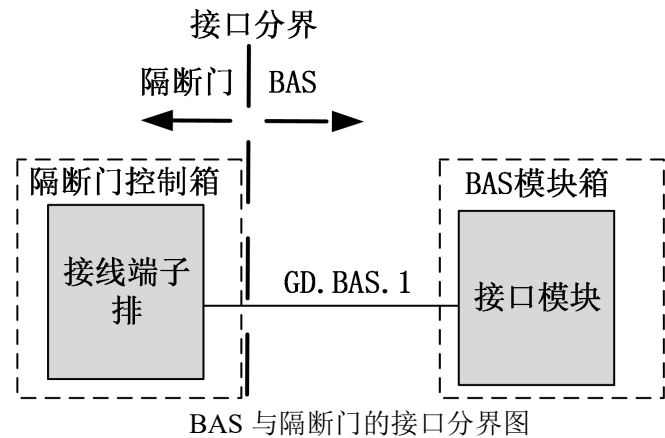 接口分界
隔断门 BAS
隔断门控制箱
BAS模块箱
接线端子
排
GD.BAS.1
接口模块
BAS 与隔断门的接口分界图